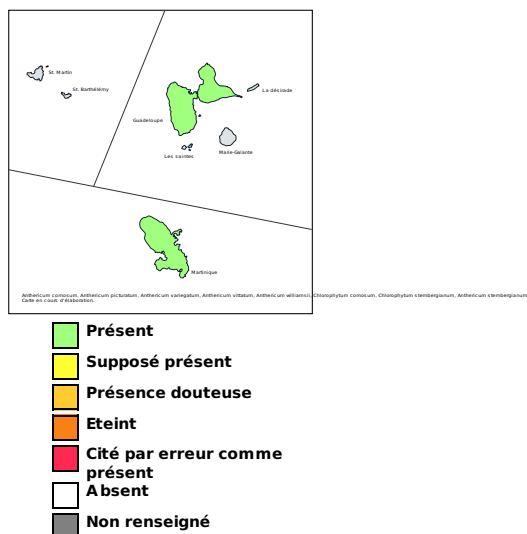 St. Martin
St. Barthélémy
La désirade
Guadeloupe
Les saintes
Marie-Galante
Martinique
Anthericum comosum, Anthericum picturatum, Anthericum variegatum, Anthericum vittatum, Anthericum williamsii, Chlorophytum comosum, Chlorophytum sternbergianum, Anthericum sternbergianum
Carte en cours d'élaboration.
Présent
Supposé présent
Présence douteuse
Eteint
Cité par erreur comme
présent
Absent
Non renseigné